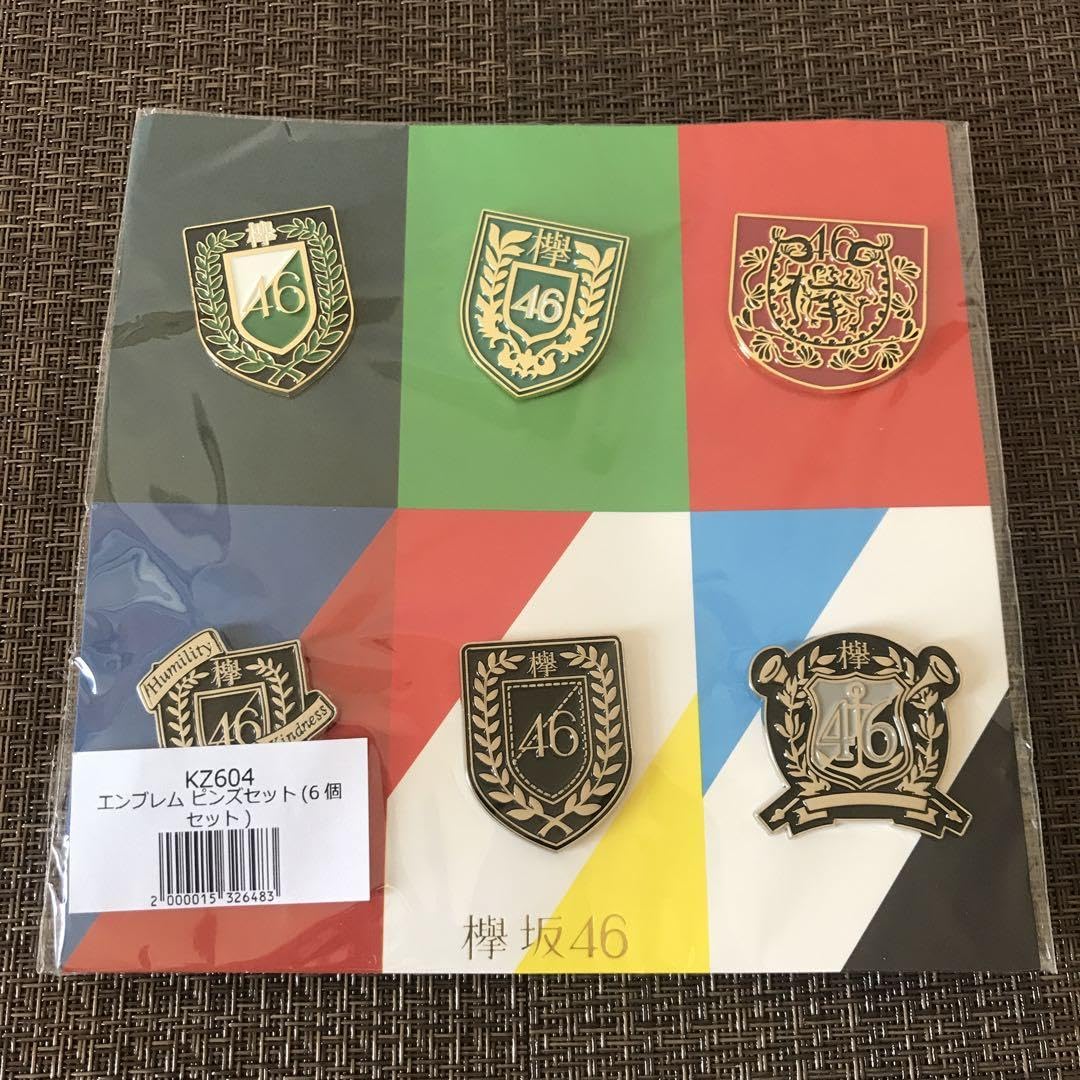 欅
46
欅
46
46
欅
Humility
欅
46
Kindness
欅
46
欅
46
KZ604
エンブレム ピンズセット (6 個
セット )
2 000015 326483
欅坂46